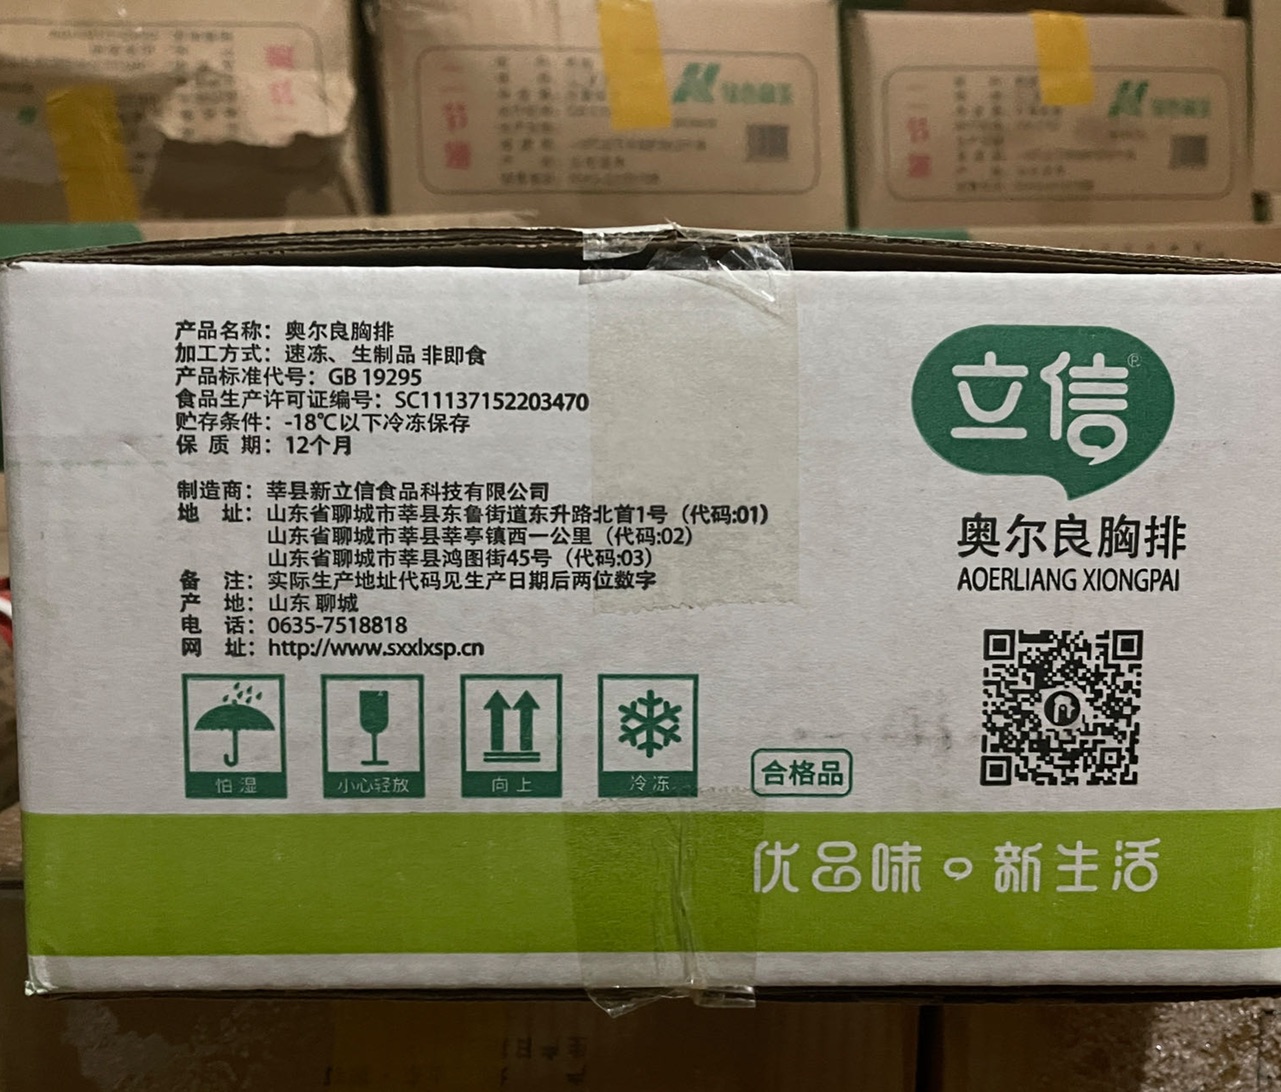 产品名称：奥尔良胸排
加工方式：速冻、生制品 非即食
产品标准代号：GB 19295
食品生产许可证编号：SC11137152203470
贮存条件：-18℃以下冷冻保存
保 质 期：12个月
制造商：莘县新立信食品科技有限公司
地 址：山东省聊城市莘县东鲁街道东升路北首1号（代码:01）
山东省聊城市莘县莘亭镇西一公里（代码:02）
山东省聊城市莘县鸿图街45号（代码:03）
备 注：实际生产地址代码见生产日期后两位数字
产 地：山东 聊城
电 话：0635-7518818
网 址：http://www.sxxlxsp.cn
怕湿
小心轻放
向上
冷冻
合格品
立信®
奥尔良胸排
AOERLIANG XIONGPAI
优品味 新生活